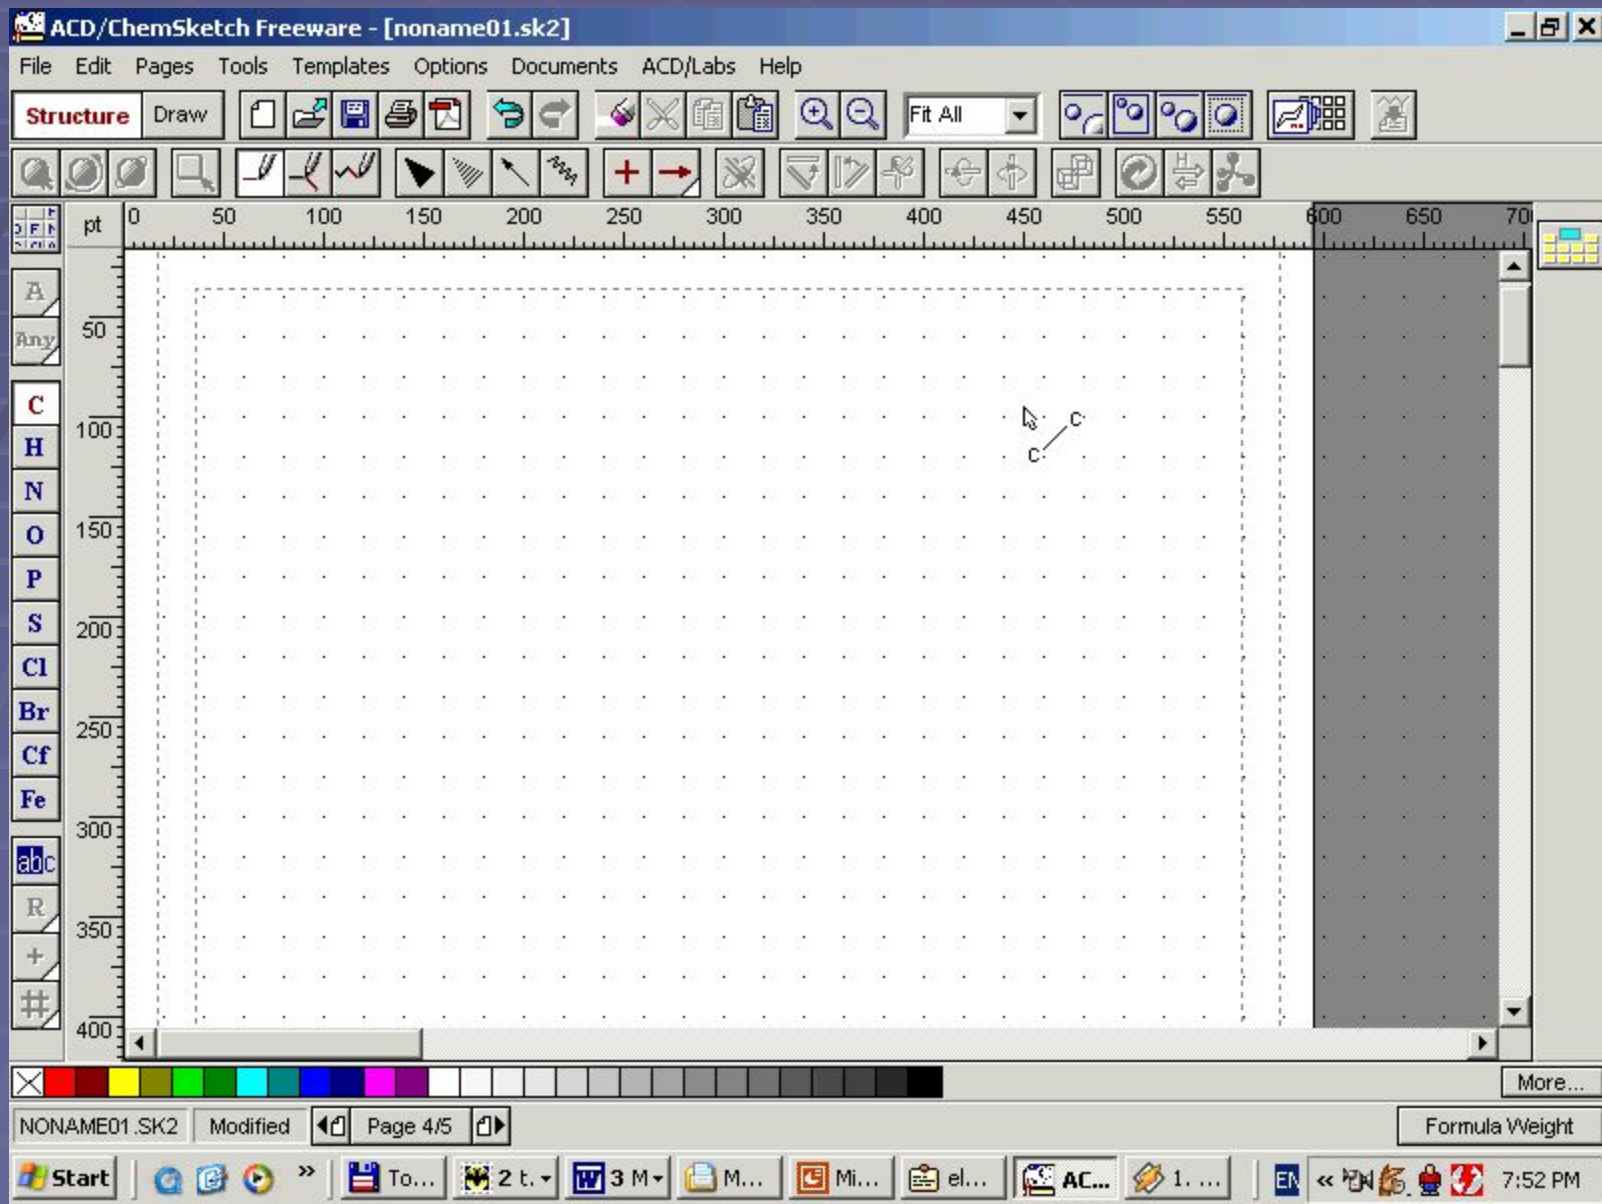 ACD/ChemSketch Freeware - [noname01.sk2]
File Edit Pages Tools Templates Options Documents ACD/Labs Help
Structure Draw Fit All
pt 0 50 100 150 200 250 300 350 400 450 500 550 600 650 70
A
50
Any
C
C
C
100
H
N
150
O
P
S
200
Cl
Br
250
Cf
Fe
300
abc
R
350
+
#
400
More...
NONAME01.SK2 Modified Page 4/5 Formula Weight
Start » To... 2 t. 3 M M... Mi... el... AC... 1. ... EN « 7:52 PM